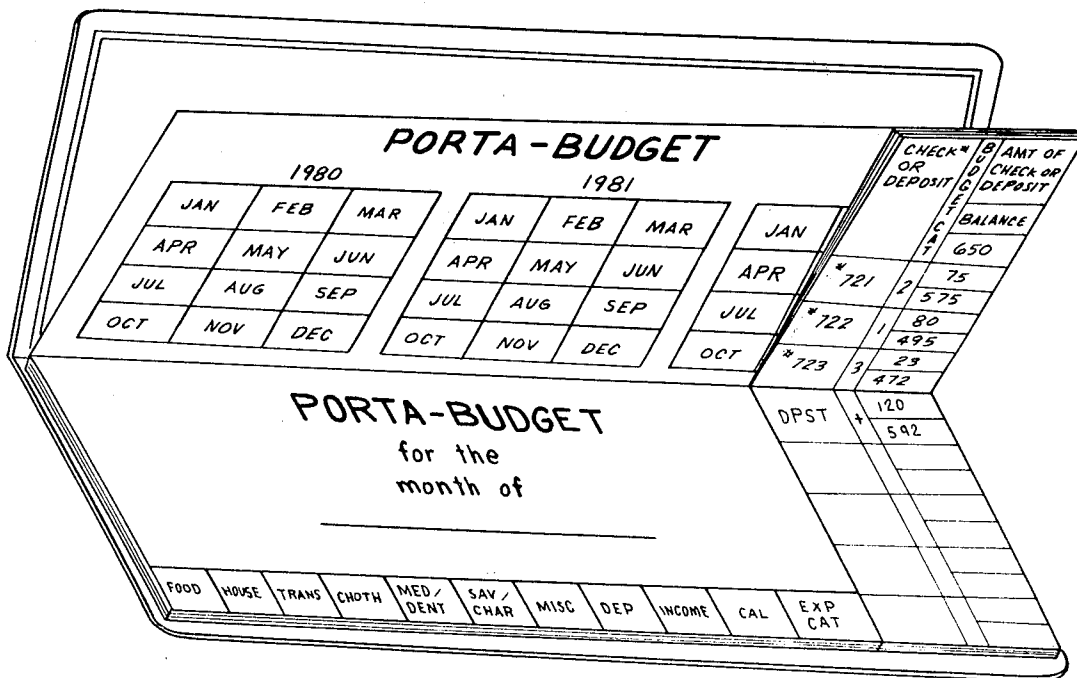 PORTA-BUDGET
1980
JAN FEB MAR
APR MAY JUN
JUL AUG SEP
OCT NOV DEC
1981
JAN FEB MAR
APR MAY JUN
JUL AUG SEP
OCT NOV DEC
JAN
APR
JUL
OCT
CHECK#
OR
DEPOSIT
BUDGET CAT
AMT OF
CHECK OR
DEPOSIT
BALANCE
650
#721 2 75
575
#722 1 80
495
#723 3 23
472
DPST + 120
592
PORTA-BUDGET
for the
month of
FOOD HOUSE TRANS CHOTH MED/ DENT SAV/ CHAR MISC DEP INCOME CAL EXP CAT